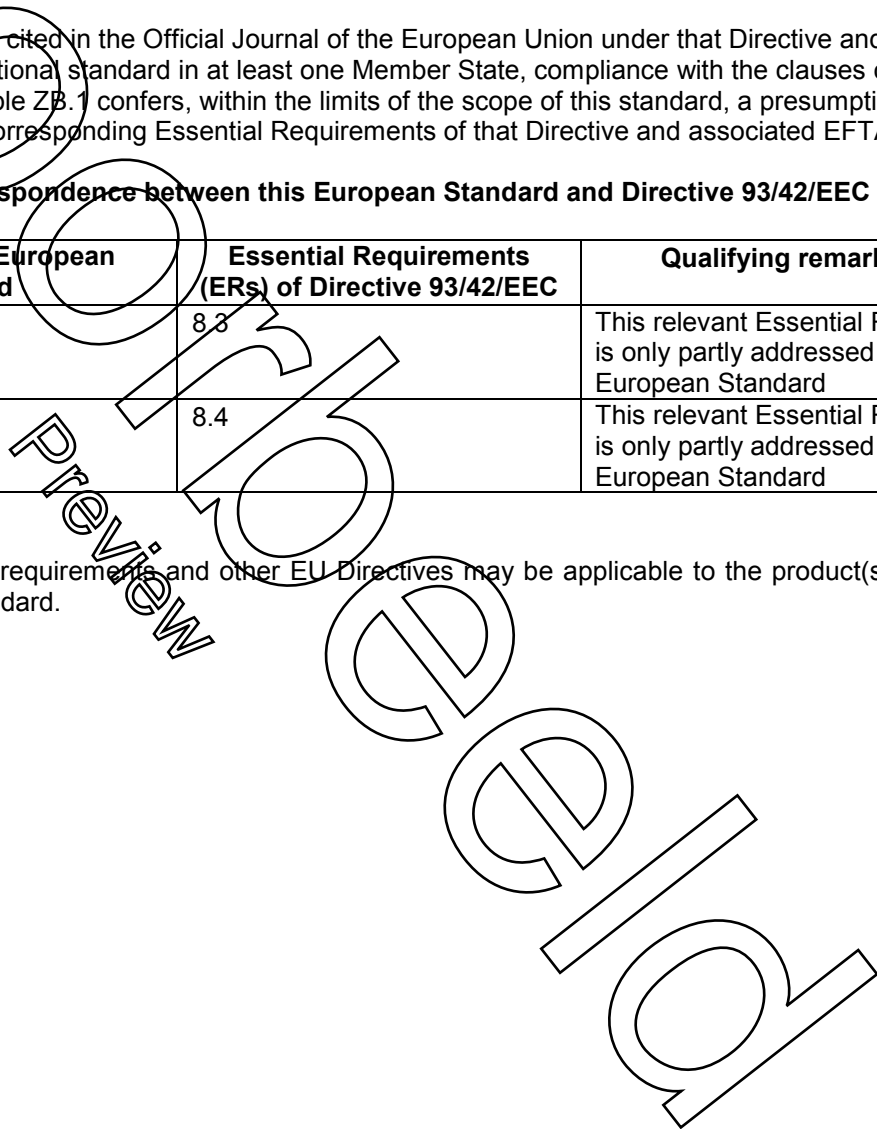 cited in the Official Journal of the European Union under that Directive and
tional standard in at least one Member State, compliance with the clauses
ble ZB.1 confers, within the limits of the scope of this standard, a presumpti
orresponding Essential Requirements of that Directive and associated EFTA
spondence between this European Standard and Directive 93/42/EEC
European
d
Essential Requirements
(ERs) of Directive 93/42/EEC
Qualifying remark
8.3
This relevant Essential
is only partly addressed
European Standard
8.4
This relevant Essential
is only partly addressed
European Standard
requirements and other EU Directives may be applicable to the product(s
dard.
orbeeld
Preview